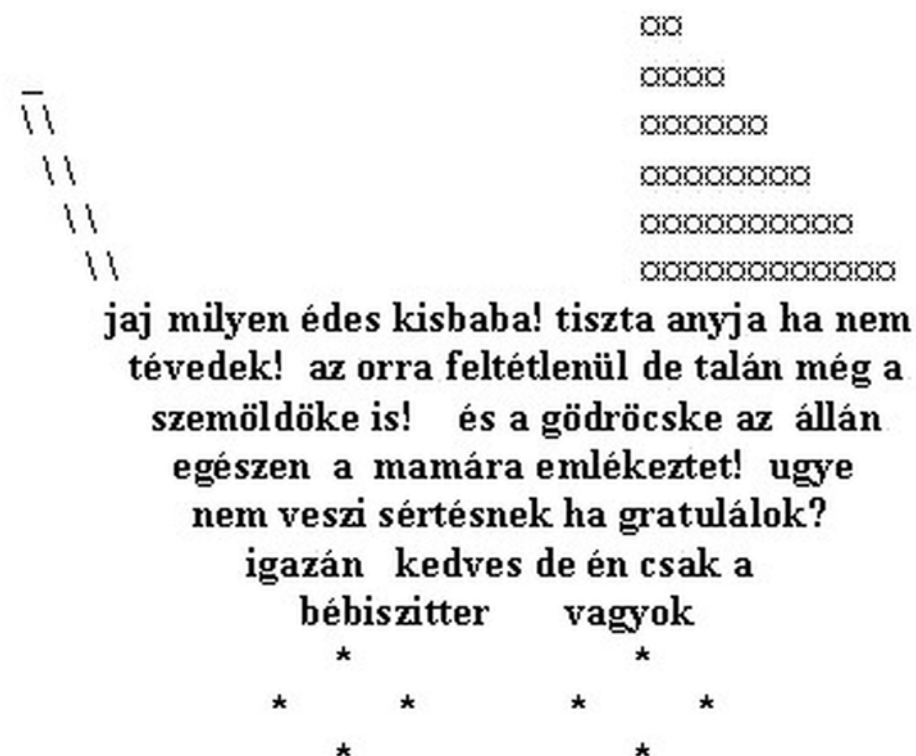 jaj milyen édes kisbaba! tiszta anyja ha nem
tévedek! az orra feltétlenül de talán még a
szemöldöke is! és a gödröcske az állán
egészen a mamára emlékeztet! ugye
nem veszi sértésnek ha gratulálok?
igazán kedves de én csak a
bébiszitter vagyok